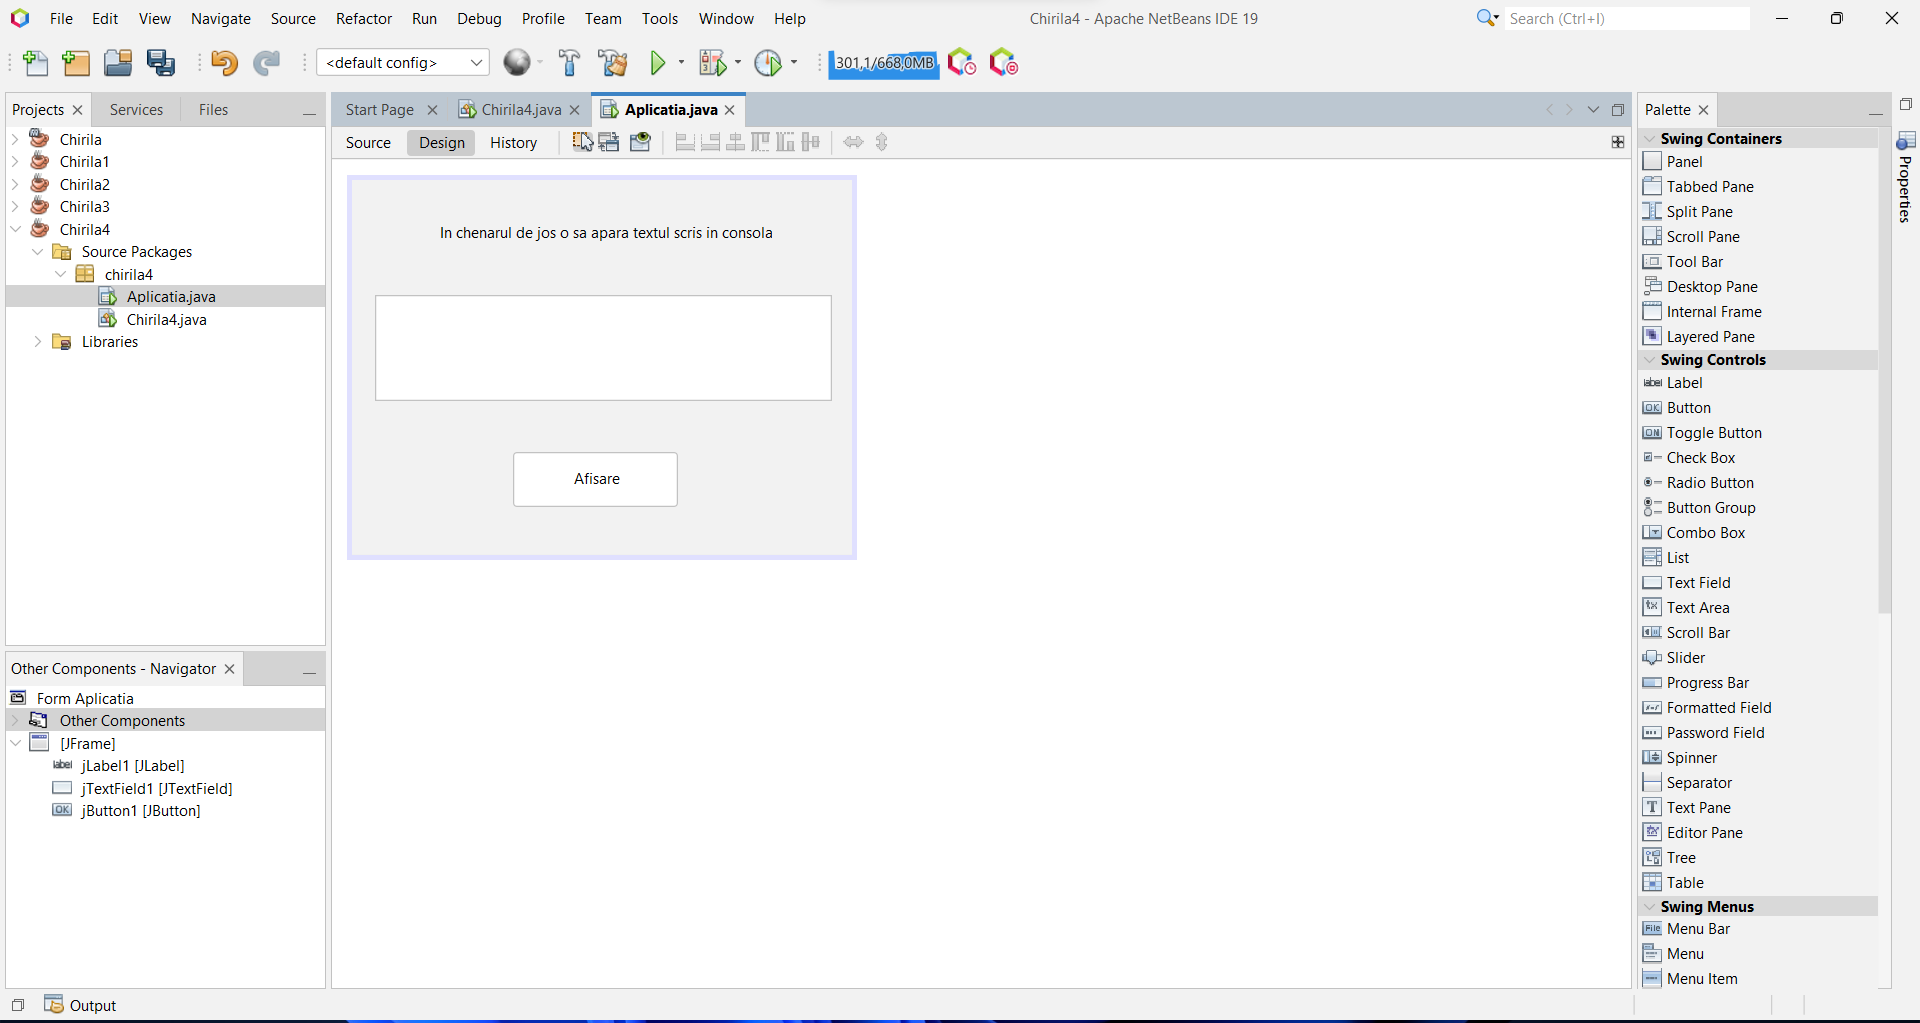 File Edit View Navigate Source Refactor Run Debug Profile Team Tools Window Help
Chirila4 - Apache NetBeans IDE 19
Search (Ctrl+I)
<default config>
301,1/668,0MB
Projects Services Files
Chirila
Chirila1
Chirila2
Chirila3
Chirila4
Source Packages
chirila4
Aplicatia.java
Chirila4.java
Libraries
Other Components - Navigator
Form Aplicatia
Other Components
[JFrame]
label jLabel1 [JLabel]
jTextField1 [JTextField]
OK jButton1 [JButton]
Output
Start Page Chirila4.java Aplicatia.java
Source Design History
In chenarul de jos o sa apara textul scris in consola
Afisare
Palette
Swing Containers
Panel
Tabbed Pane
Split Pane
Scroll Pane
Tool Bar
Desktop Pane
Internal Frame
Layered Pane
Swing Controls
label Label
OK Button
ON Toggle Button
Check Box
Radio Button
Button Group
Combo Box
List
Text Field
Text Area
Scroll Bar
Slider
Progress Bar
Formatted Field
Password Field
Spinner
Separator
T Text Pane
Editor Pane
Tree
Table
Swing Menus
File Menu Bar
Menu
Menu Item
Properties